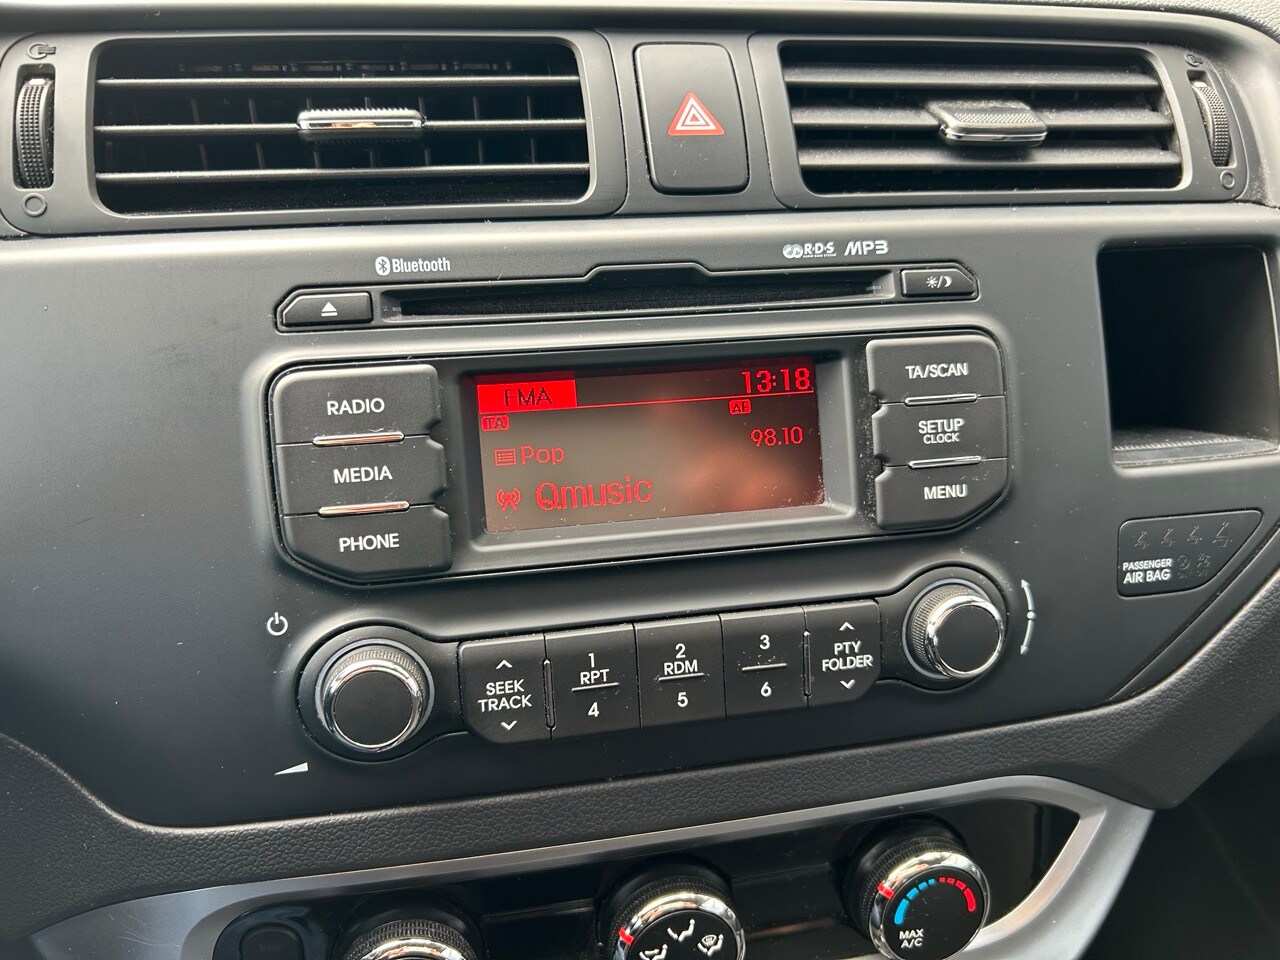 Bluetooth
R·D·S MP3
RADIO
MEDIA
PHONE
FMA 13:18
TA AF
98.10
Pop
Qmusic
TA/SCAN
SETUP
CLOCK
MENU
PASSENGER
AIR BAG
SEEK
TRACK
1
RPT
4
2
RDM
5
3
6
PTY
FOLDER
MAX
A/C